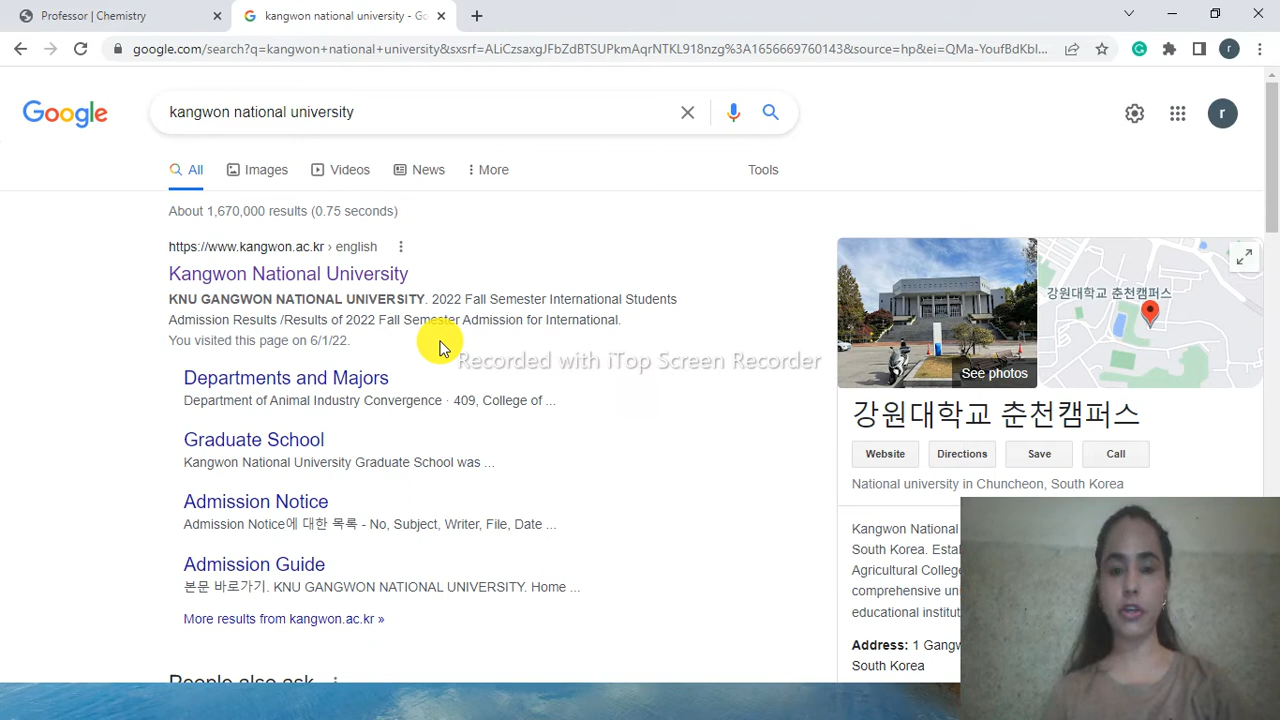 Professor | Chemistry
kangwon national university - Go
google.com/search?q=kangwon+national+university&sxsrf=ALiCzsaxgJFbZdBTSUPkmAqrNTKL918nzg%3A1656669760143&source=hp&ei=QMa-YoufBdKbl...
r
Google
kangwon national university
r
All
Images
Videos
News
More
Tools
About 1,670,000 results (0.75 seconds)
https://www.kangwon.ac.kr › english
Kangwon National University
KNU GANGWON NATIONAL UNIVERSITY. 2022 Fall Semester International Students
Admission Results /Results of 2022 Fall Semester Admission for International.
You visited this page on 6/1/22.
Recorded with iTop Screen Recorder
Departments and Majors
Department of Animal Industry Convergence · 409, College of ...
Graduate School
Kangwon National University Graduate School was ...
Admission Notice
Admission Notice에 대한 목록 - No, Subject, Writer, File, Date ...
Admission Guide
본문 바로가기. KNU GANGWON NATIONAL UNIVERSITY. Home ...
More results from kangwon.ac.kr »
People also ask
강원대학교 춘천캠퍼스
See photos
강원대학교 춘천캠퍼스
Website
Directions
Save
Call
National university in Chuncheon, South Korea
Kangwon National
South Korea. Estal
Agricultural College
comprehensive uni
educational institut
Address: 1 Gangw
South Korea